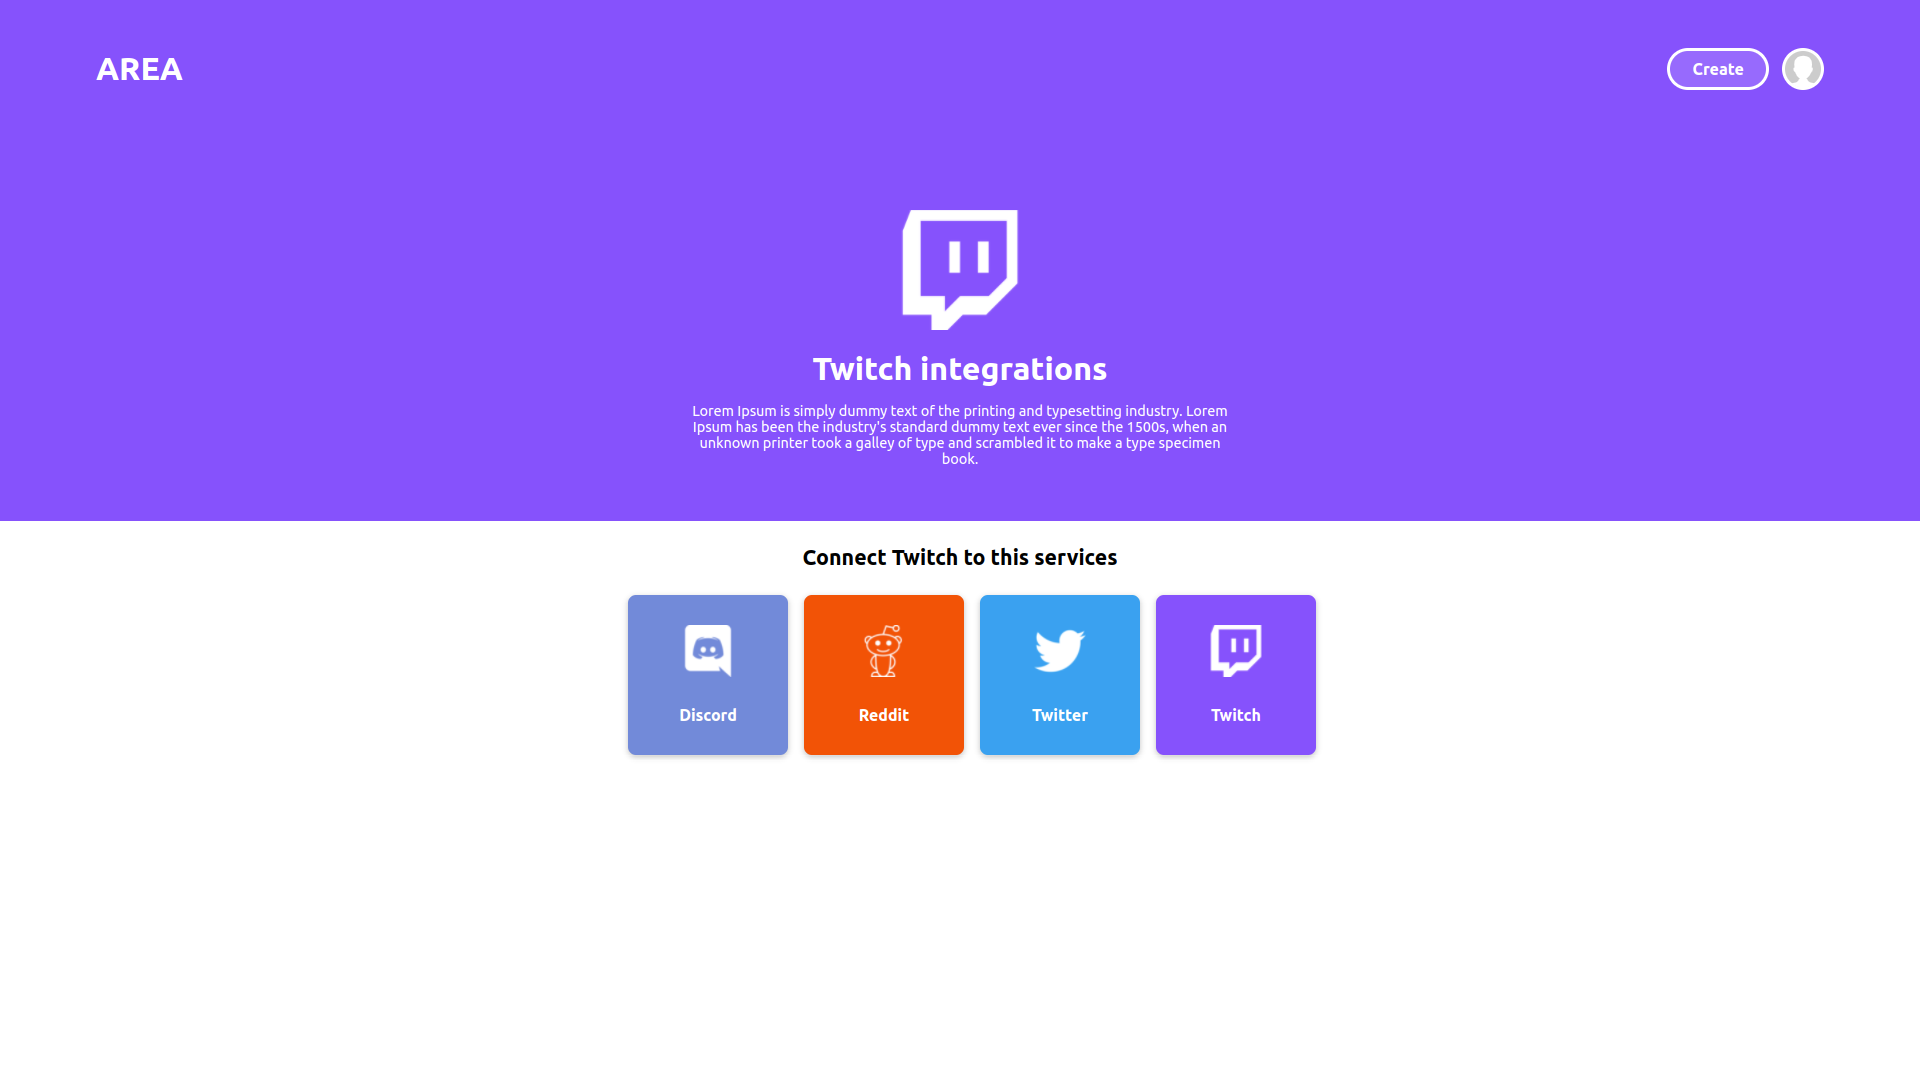 AREA
Create
Twitch integrations
Lorem Ipsum is simply dummy text of the printing and typesetting industry. Lorem
Ipsum has been the industry's standard dummy text ever since the 1500s, when an
unknown printer took a galley of type and scrambled it to make a type specimen
book.
Connect Twitch to this services
Discord
Reddit
Twitter
Twitch